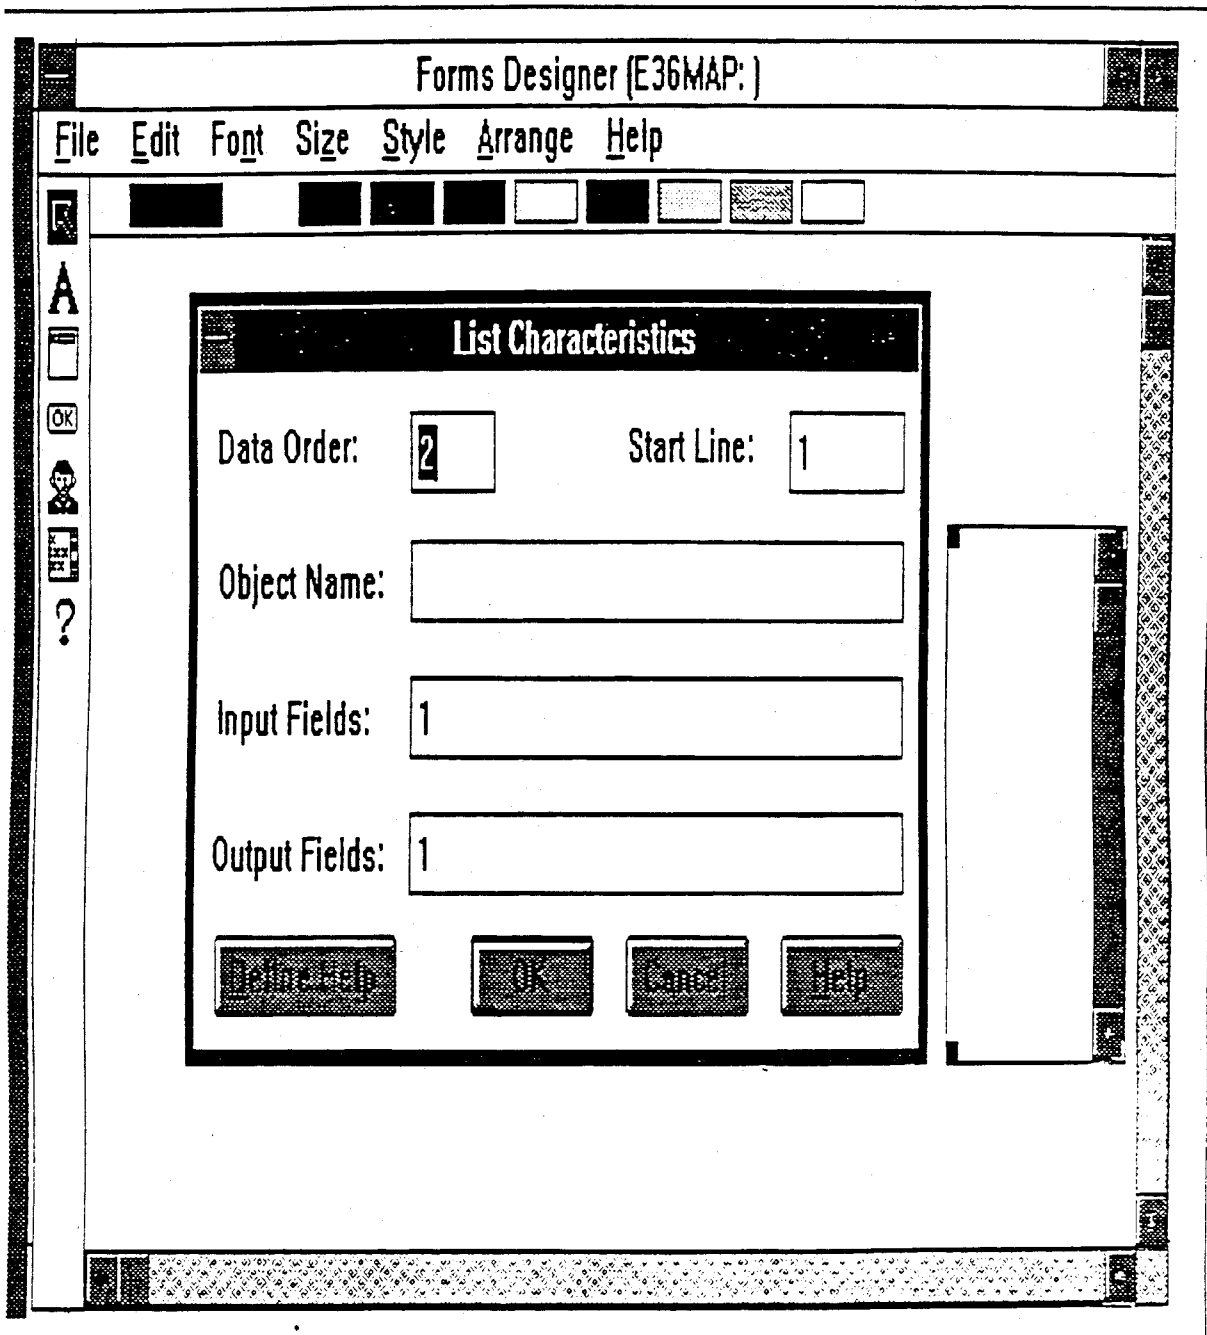 Forms Designer (E36MAP: )
File Edit Font Size Style Arrange Help
A
OK
?
List Characteristics
Data Order: 2 Start Line: 1
Object Name:
Input Fields: 1
Output Fields: 1
Define Help OK Cancel Help